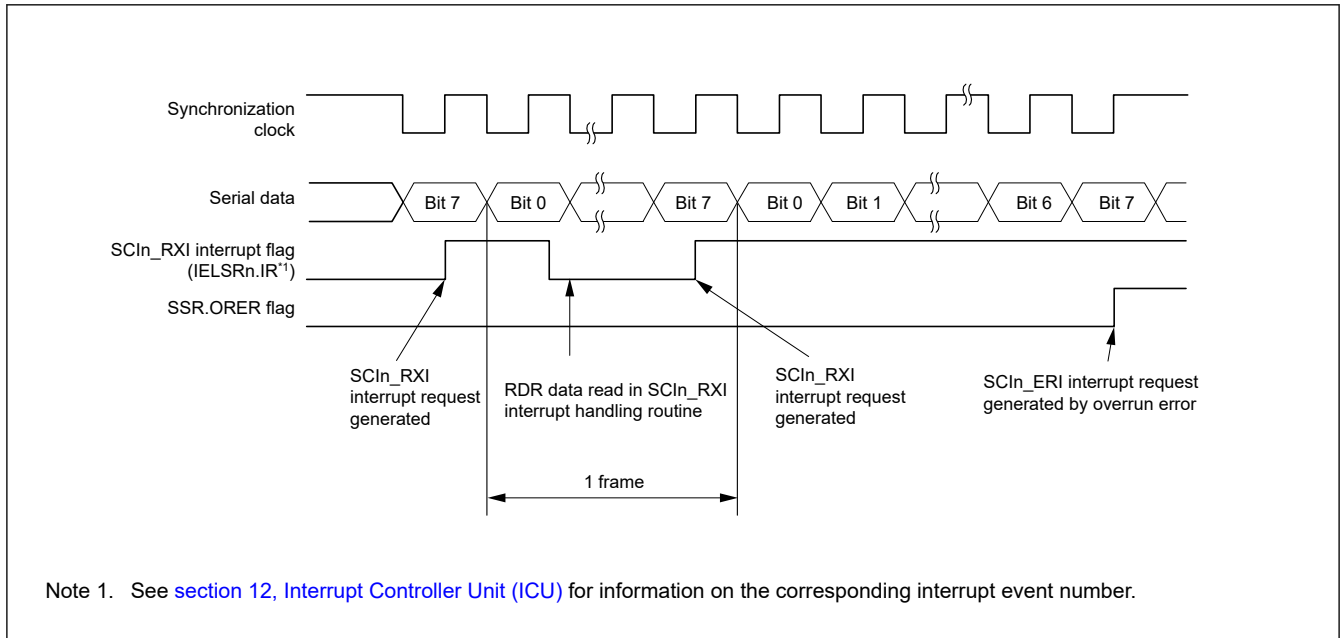 Synchronization
clock
Serial data
Bit 7
Bit 0
Bit 7
Bit 0
Bit 1
Bit 6
Bit 7
SCIn_RXI interrupt flag
(IELSRn.IR*1)
SSR.ORER flag
SCIn_RXI
interrupt request
generated
RDR data read in SCIn_RXI
interrupt handling routine
SCIn_RXI
interrupt request
generated
SCIn_ERI interrupt request
generated by overrun error
1 frame
Note 1. See section 12, Interrupt Controller Unit (ICU) for information on the corresponding interrupt event number.